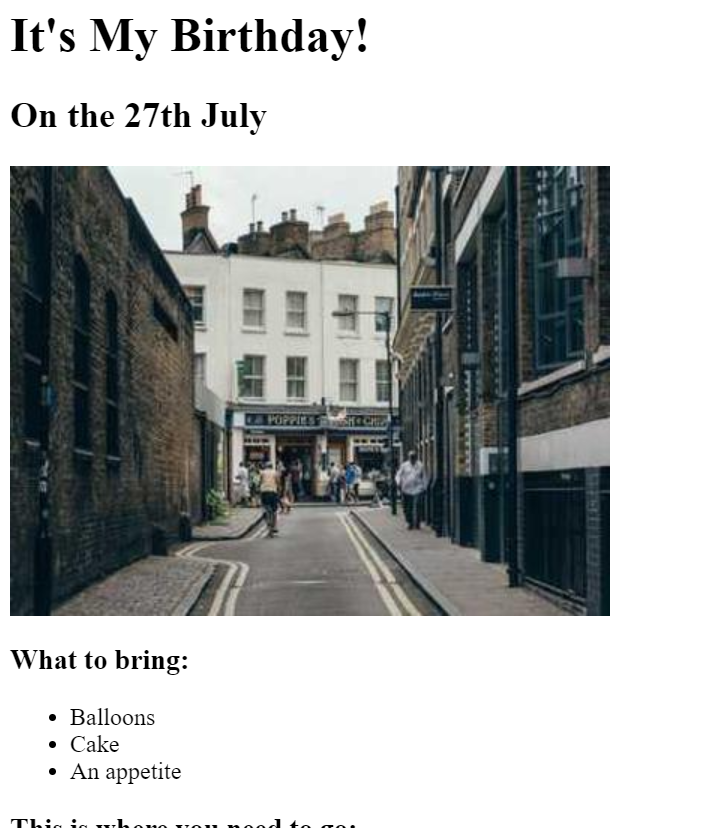 It's My Birthday!
On the 27th July
POPPIE'S FISH & CHIPS
What to bring:
• Balloons
• Cake
• An appetite
This is where you need to go: